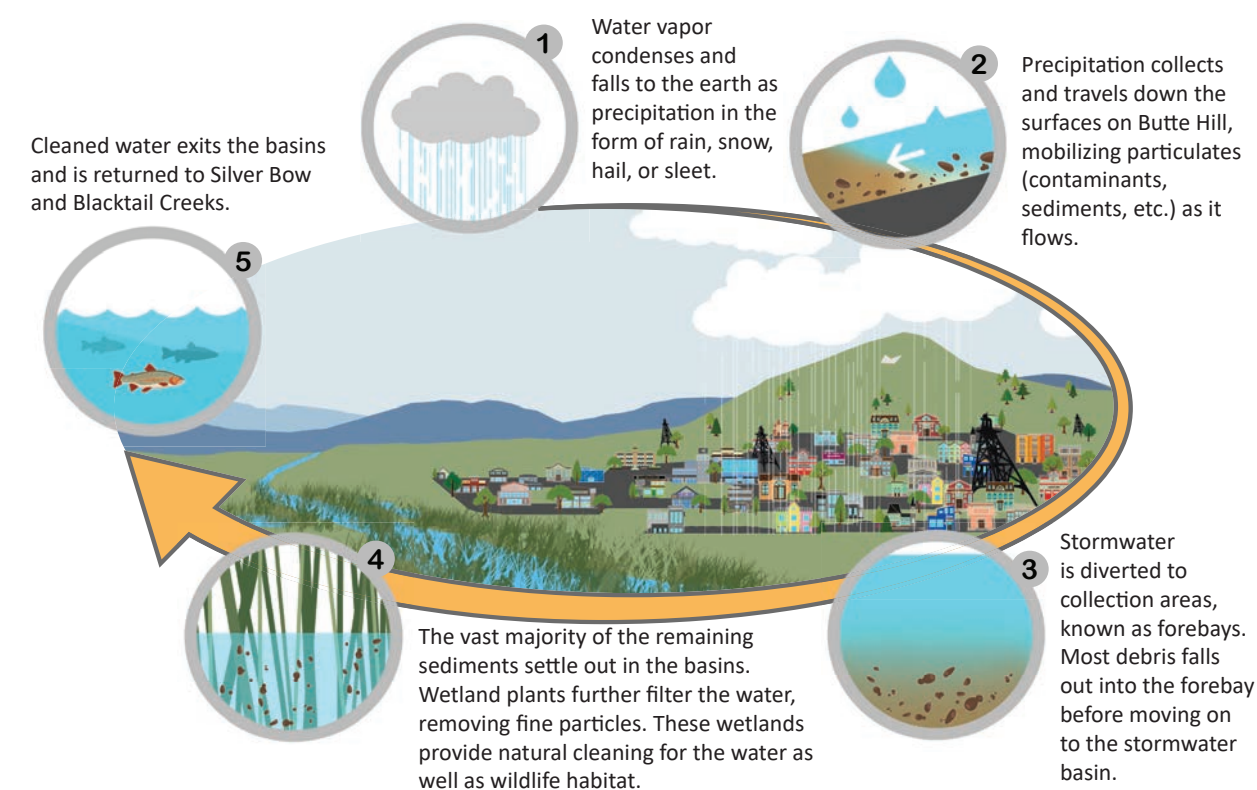 1
Water vapor
condenses and
falls to the earth as
precipitation in the
form of rain, snow,
hail, or sleet.
2
Precipitation collects
and travels down the
surfaces on Butte Hill,
mobilizing particulates
(contaminants,
sediments, etc.) as it
flows.
3
Stormwater
is diverted to
collection areas,
known as forebays.
Most debris falls
out into the forebay
before moving on
to the stormwater
basin.
4
The vast majority of the remaining
sediments settle out in the basins.
Wetland plants further filter the water,
removing fine particles. These wetlands
provide natural cleaning for the water as
well as wildlife habitat.
5
Cleaned water exits the basins
and is returned to Silver Bow
and Blacktail Creeks.